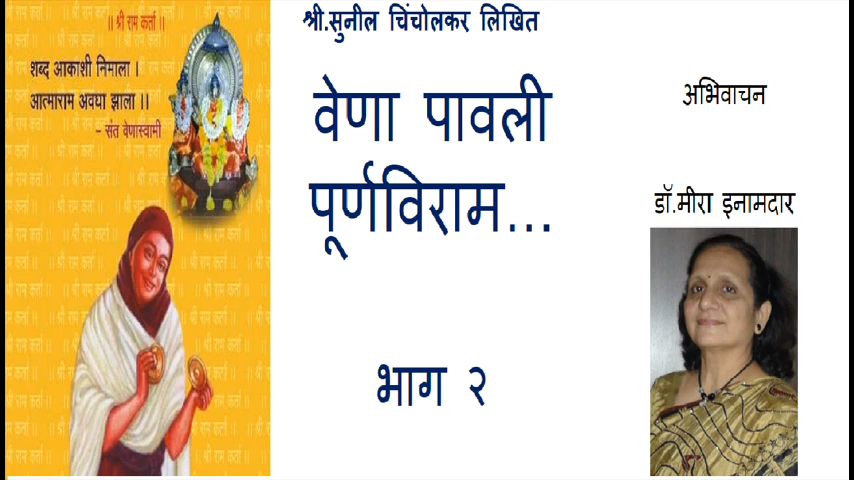 || श्री राम कर्ता ||
शब्द आकाशी निमाला ।
आत्माराम अवघा झाला ।।
- संत वेणास्वामी
श्री.सुनील चिंचोलकर लिखित
वेणा पावली
पूर्णविराम...
भाग २
अभिवाचन
डॉ.मीरा इनामदार